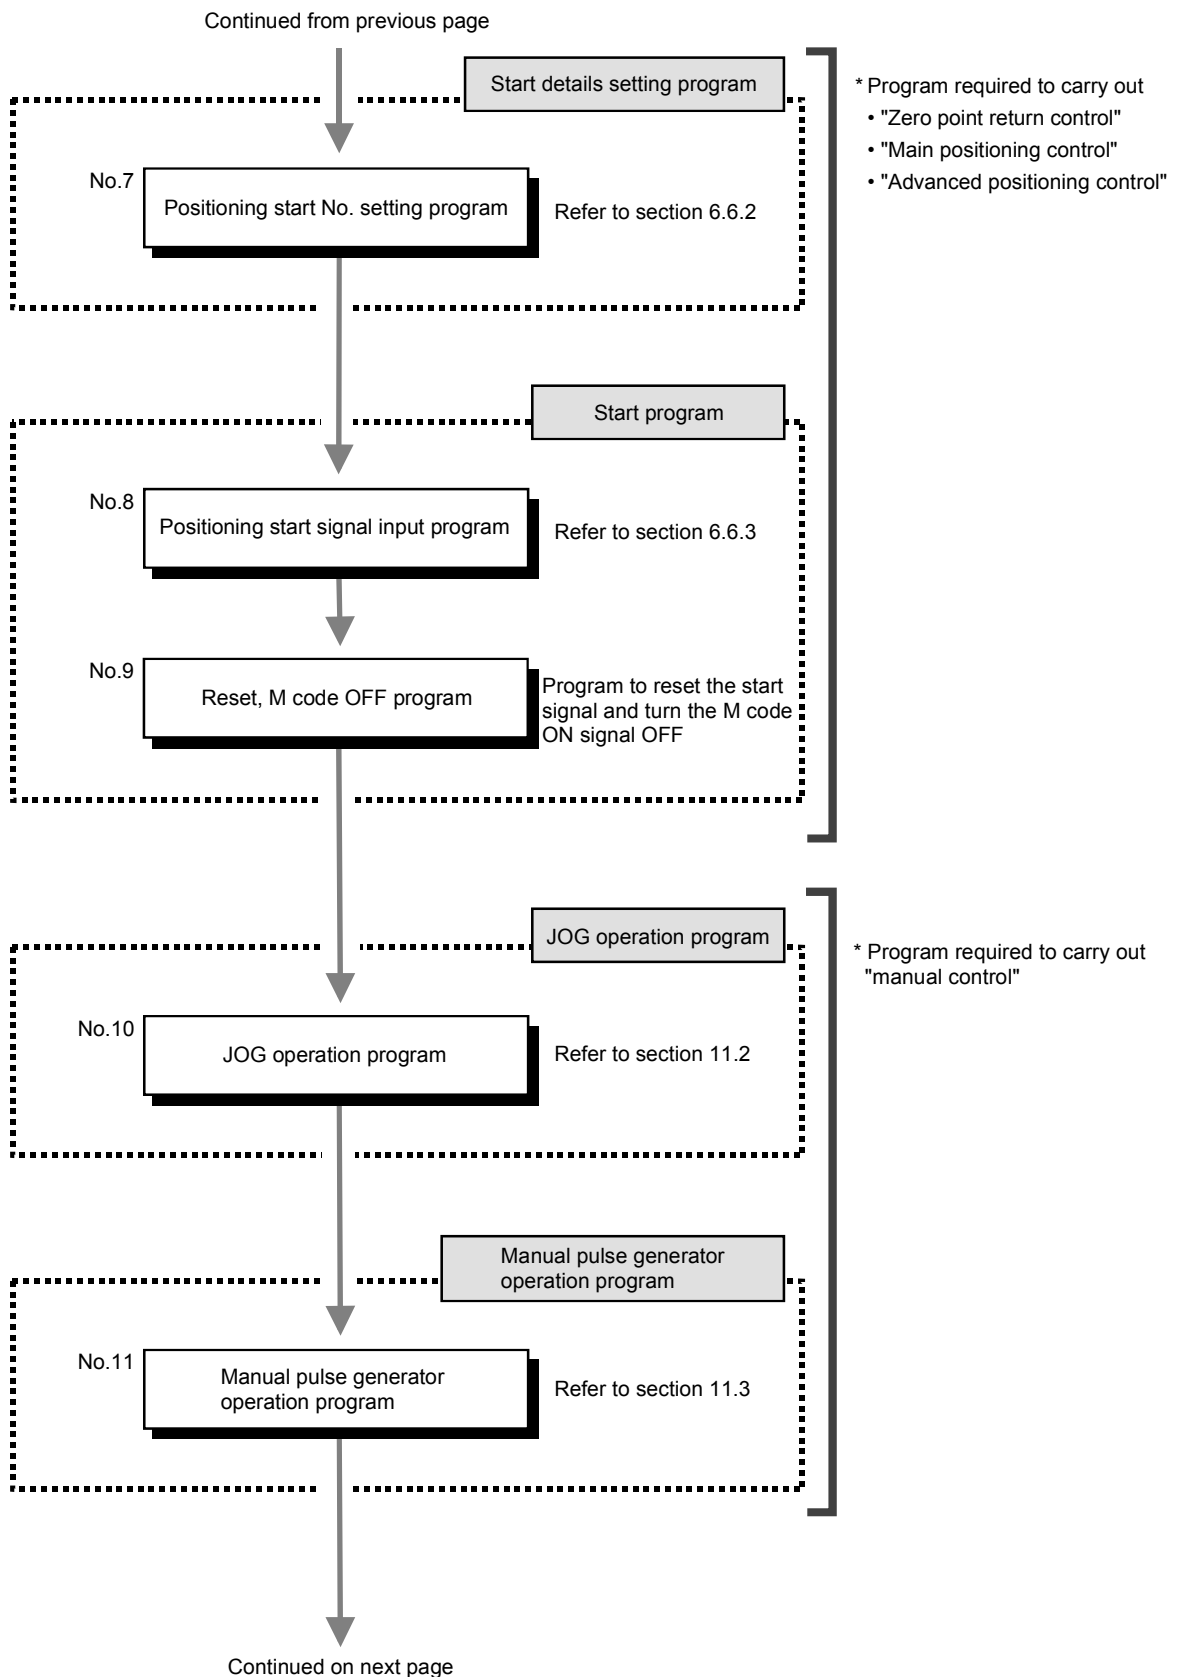 Continued from previous page
Start details setting program
* Program required to carry out
• "Zero point return control"
• "Main positioning control"
• "Advanced positioning control"
No.7
Positioning start No. setting program
Refer to section 6.6.2
Start program
No.8
Positioning start signal input program
Refer to section 6.6.3
No.9
Reset, M code OFF program
Program to reset the start
signal and turn the M code
ON signal OFF
JOG operation program
* Program required to carry out
"manual control"
No.10
JOG operation program
Refer to section 11.2
Manual pulse generator
operation program
No.11
Manual pulse generator
operation program
Refer to section 11.3
Continued on next page